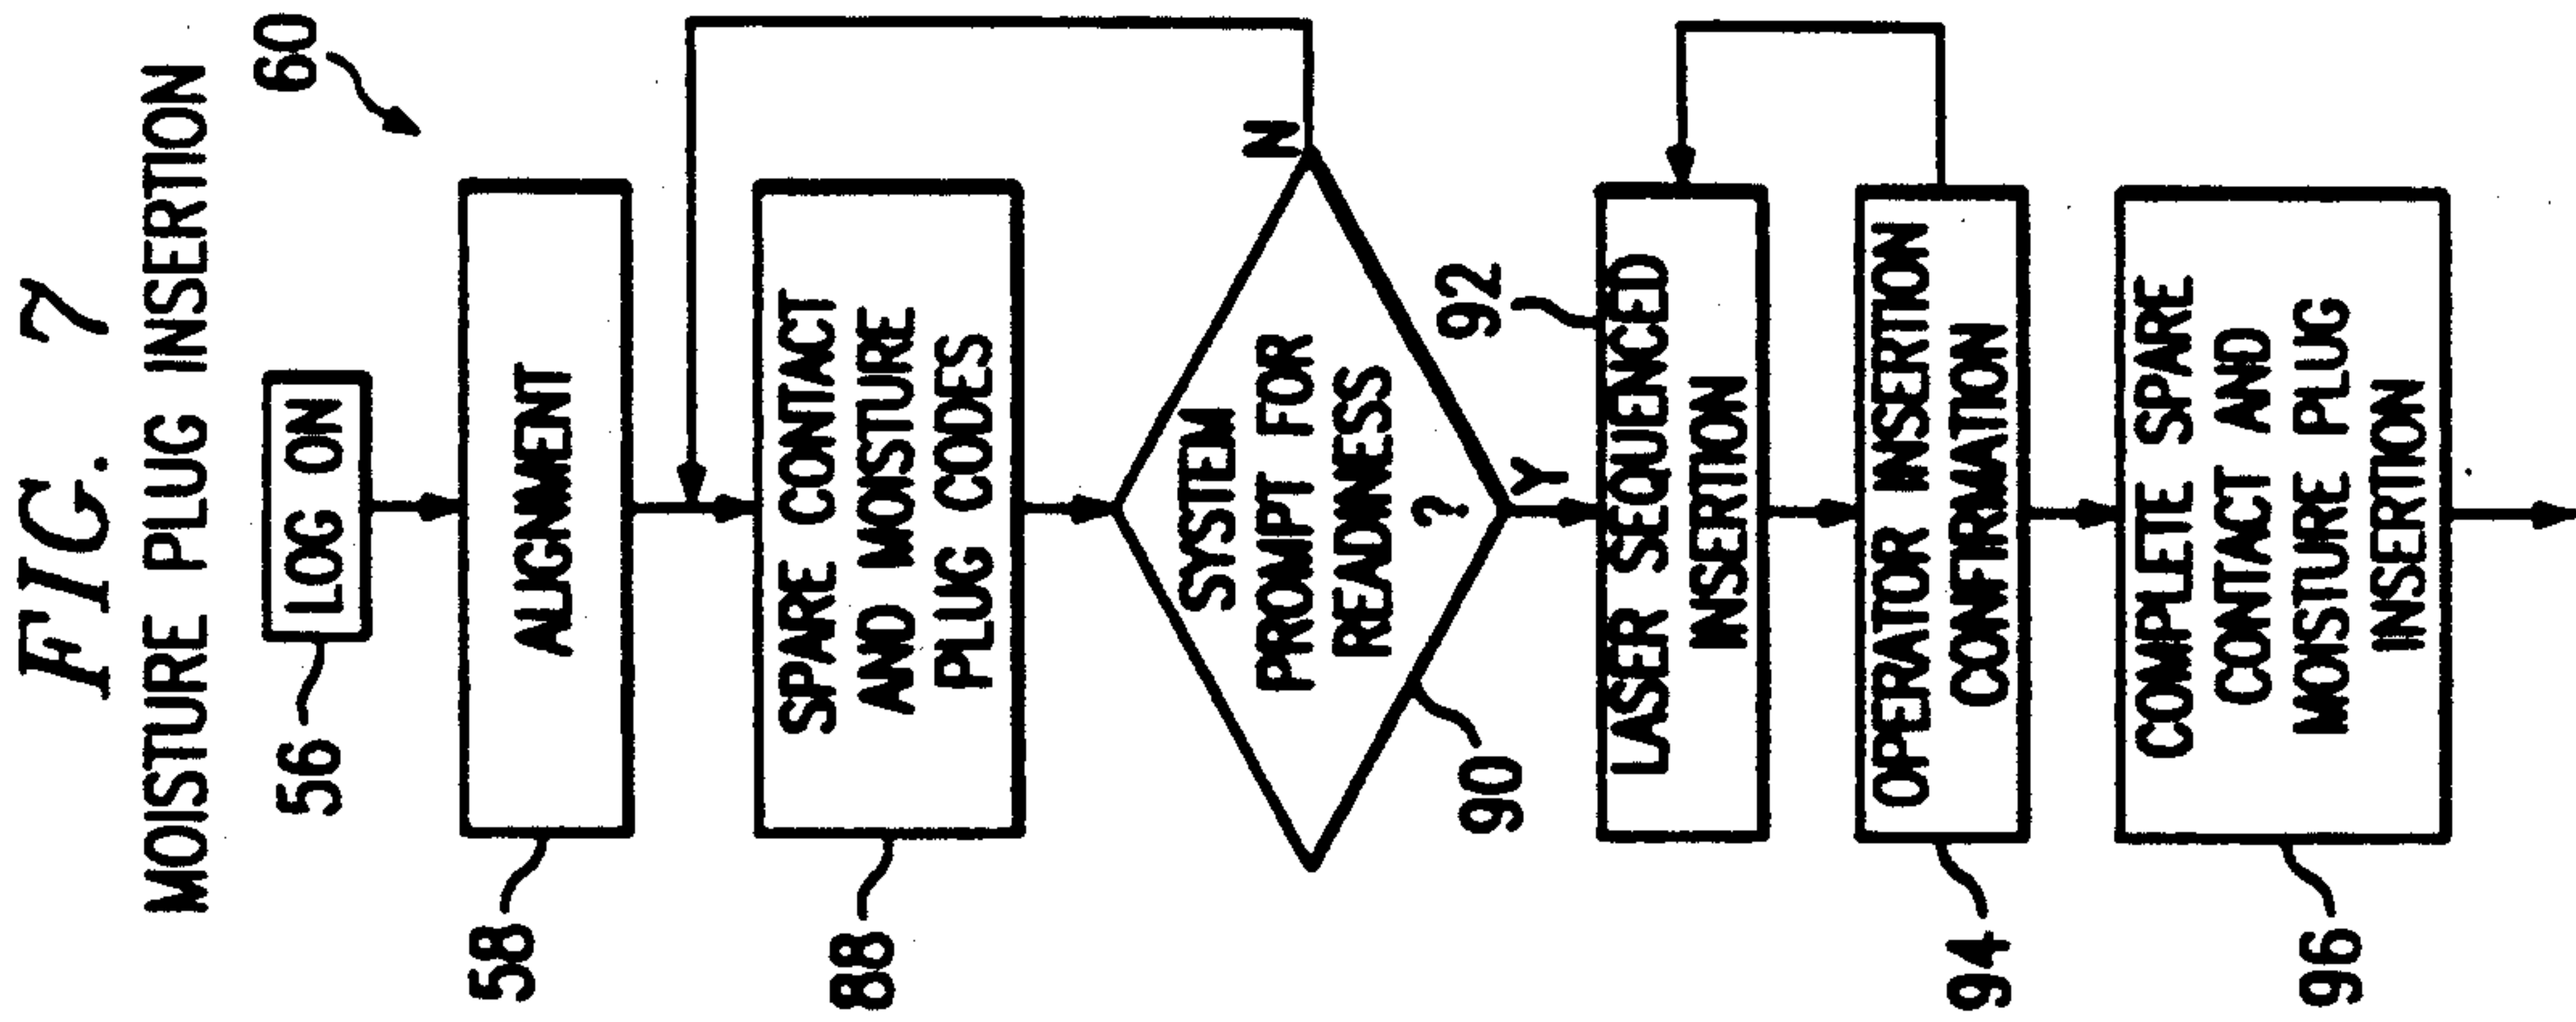 FIG. 7
MOISTURE PLUG INSERTION
60
56
LOG ON
58
ALIGNMENT
88
SPARE CONTACT
AND MOISTURE
PLUG CODES
SYSTEM
PROMPT FOR
READINESS
?
N
90
Y
92
LASER SEQUENCED
INSERTION
94
OPERATOR INSERTION
CONFIRMATION
96
COMPLETE SPARE
CONTACT AND
MOISTURE PLUG
INSERTION